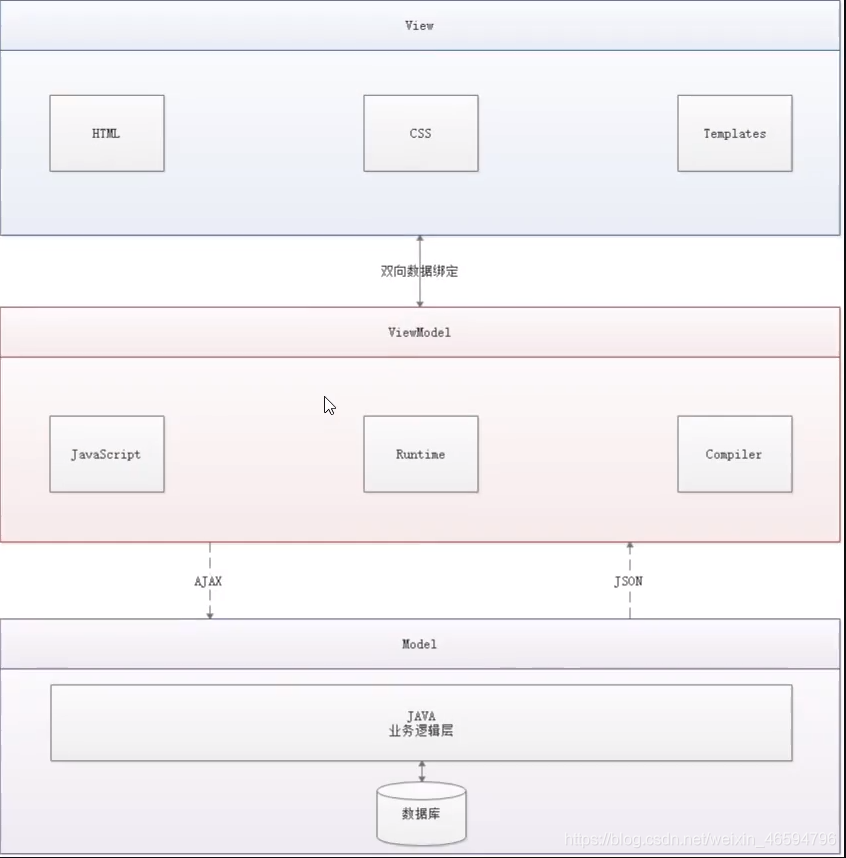 View
HTML
CSS
Templates
双向数据绑定
ViewModel
JavaScript
Runtime
Compiler
AJAX
JSON
Model
JAVA
业务逻辑层
数据库
https://blog.csdn.net/weixin_46594796